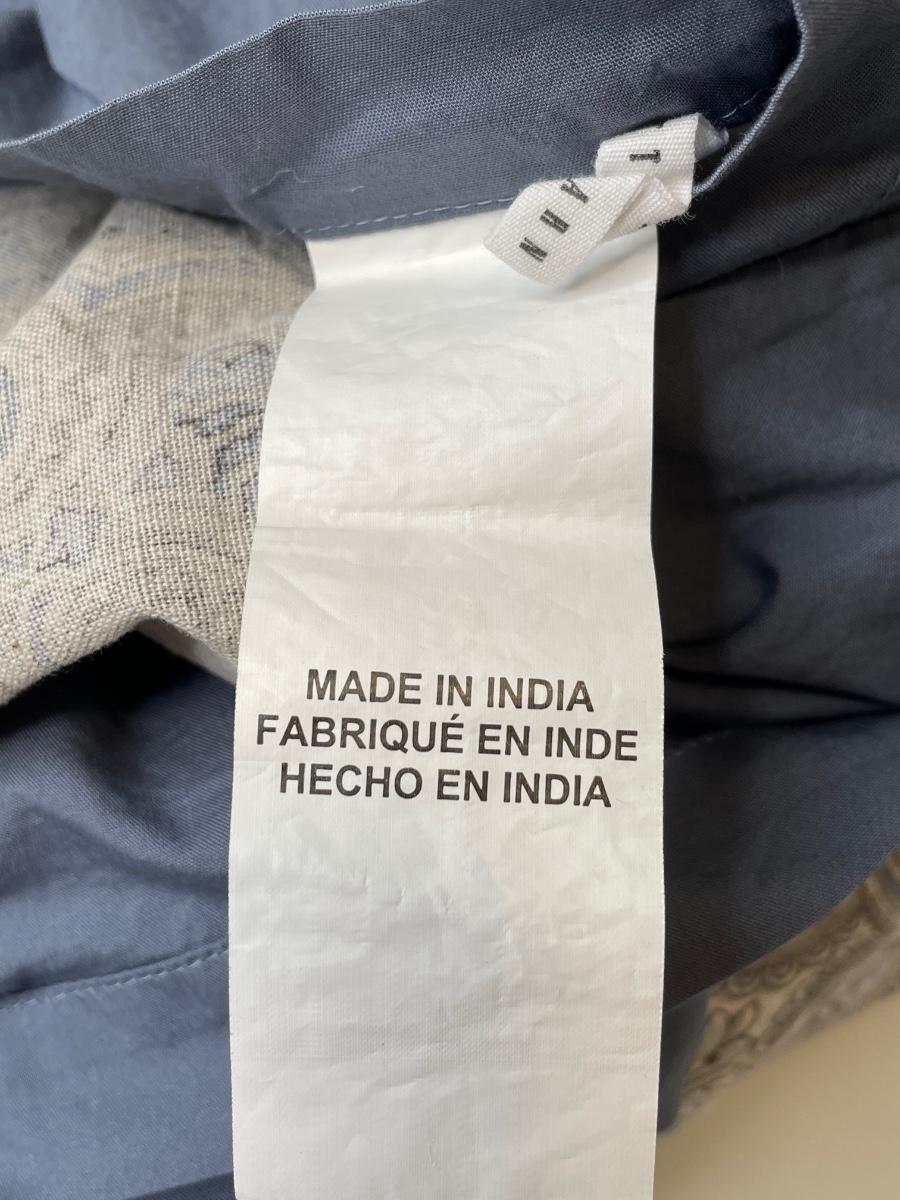 MADE IN INDIA
FABRIQUÉ EN INDE
HECHO EN INDIA